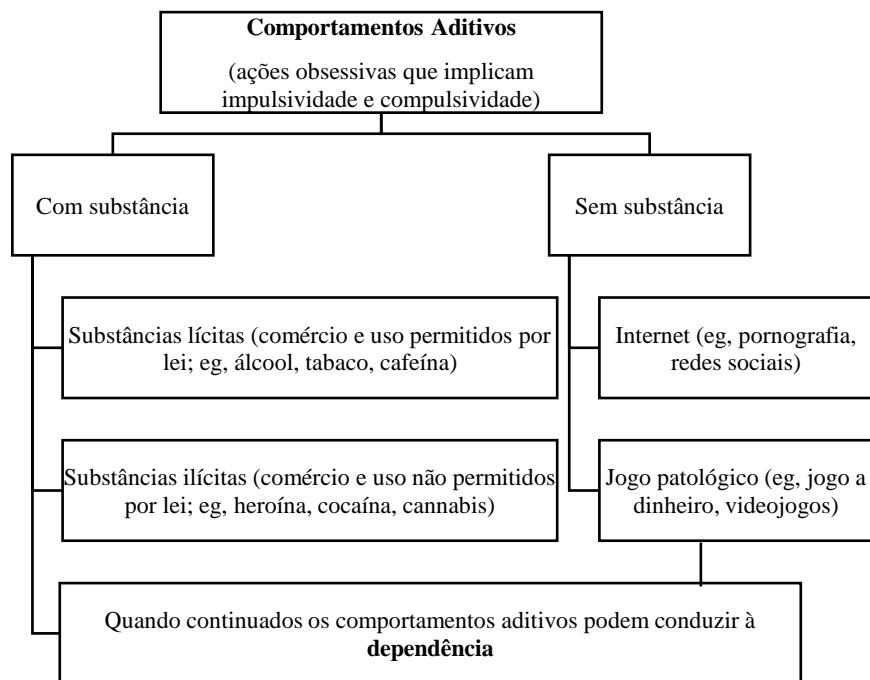 Comportamentos Aditivos
(ações obsessivas que implicam
impulsividade e compulsividade)
Com substância
Sem substância
Substâncias lícitas (comércio e uso permitidos por
lei; eg, álcool, tabaco, cafeína)
Internet (eg, pornografia,
redes sociais)
Substâncias ilícitas (comércio e uso não permitidos
por lei; eg, heroína, cocaína, cannabis)
Jogo patológico (eg, jogo a
dinheiro, videojogos)
Quando continuados os comportamentos aditivos podem conduzir à
dependência